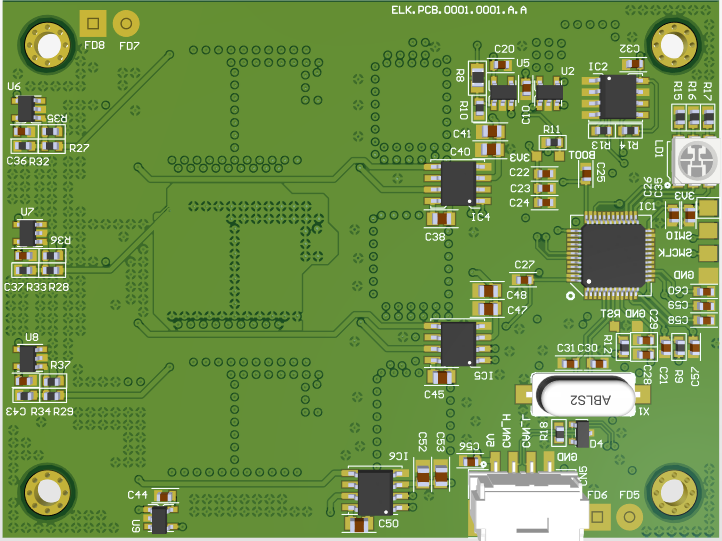 ELK.PCB.0001.0001.A.A
FD8
FD7
C20
U5
U2
IC2
C32
R8
R10
C10
R15
R16
R17
U6
R35
C41
R11
R13
R14
C36
R32
R27
C40
3V3
BOOT
LD1
C22
C25
C26
C35
C23
3V3
C24
IC1
IC4
U7
C38
R36
SMIO
SMCLK
C37
R33
R28
C27
GND
C48
C60
C47
C59
C58
RST
GND
C29
U8
R37
R12
C31
C30
IC5
C28
C21
R9
C57
C45
C43
R34
R29
ABLS2
X1
5V
CAN_H
CAN_L
R18
D4
C52
C53
C56
GND
IC6
CN5
C44
U9
C50
FD6
FD5